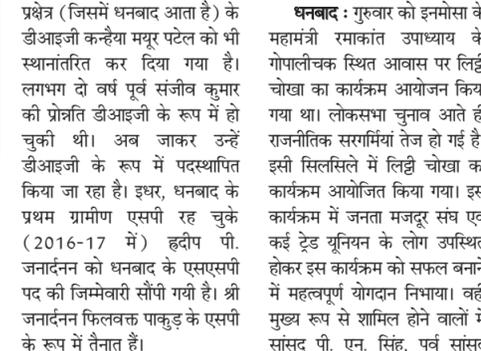 प्रक्षेत्र (जिसमें धनबाद आता है) के
डीआइजी कन्हैया मयूर पटेल को भी
स्थानांतरित कर दिया गया है।
लगभग दो वर्ष पूर्व संजीव कुमार
की प्रोन्नति डीआइजी के रूप में हो
चुकी थी। अब जाकर उन्हें
डीआइजी के रूप में पदस्थापित
किया जा रहा है। इधर, धनबाद के
प्रथम ग्रामीण एसपी रह चुके
(2016-17 में) ह्रदीप पी.
जनार्दनन को धनबाद के एसएसपी
पद की जिम्मेवारी सौंपी गयी है। श्री
जनार्दनन फिलवक्त पाकुड़ के एसपी
के रूप में तैनात हैं।
धनबाद : गुरुवार को इनमोसा के
महामंत्री रमाकांत उपाध्याय के
गोपालीचक स्थित आवास पर लिट्टी
चोखा का कार्यक्रम आयोजन किय
गया था। लोकसभा चुनाव आते ही
राजनीतिक सरगर्मियां तेज हो गई है
इसी सिलसिले में लिट्टी चोखा क
कार्यक्रम आयोजित किया गया। इस
कार्यक्रम में जनता मजदूर संघ एव
कई ट्रेड यूनियन के लोग उपस्थित
होकर इस कार्यक्रम को सफल बनाने
में महत्वपूर्ण योगदान निभाया। वही
मुख्य रूप से शामिल होने वालों में
सांसद पी. एन. सिंह, पूर्व सांसद